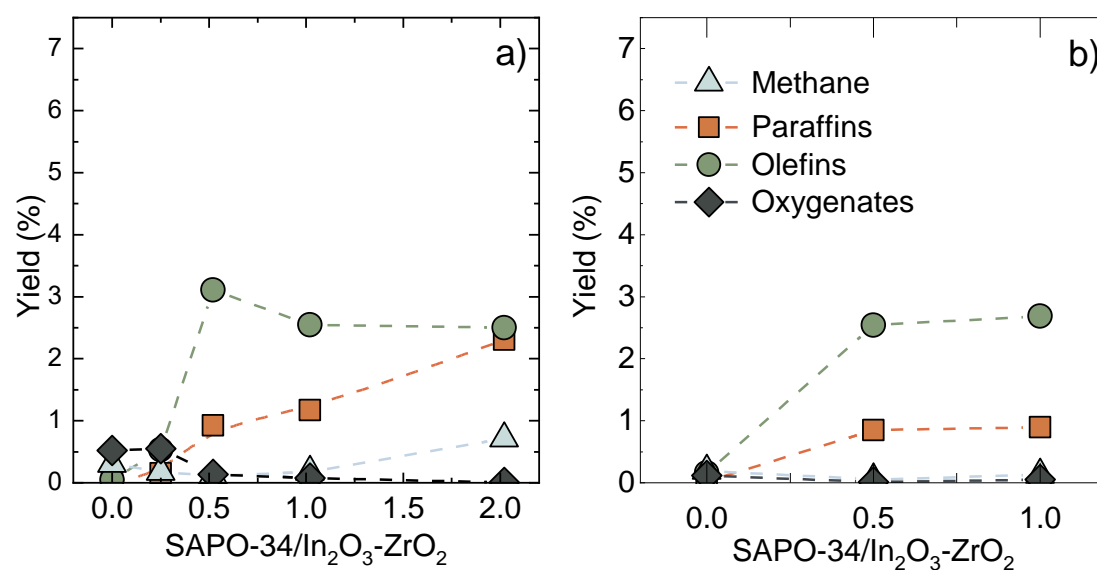 a)
7
6
5
4
3
2
1
0
Yield (%)
0.0 0.5 1.0 1.5 2.0
SAPO-34/In₂O₃-ZrO₂
b)
Methane
Paraffins
Olefins
Oxygenates
7
6
5
4
3
2
1
0
Yield (%)
0.0 0.5 1.0
SAPO-34/In₂O₃-ZrO₂